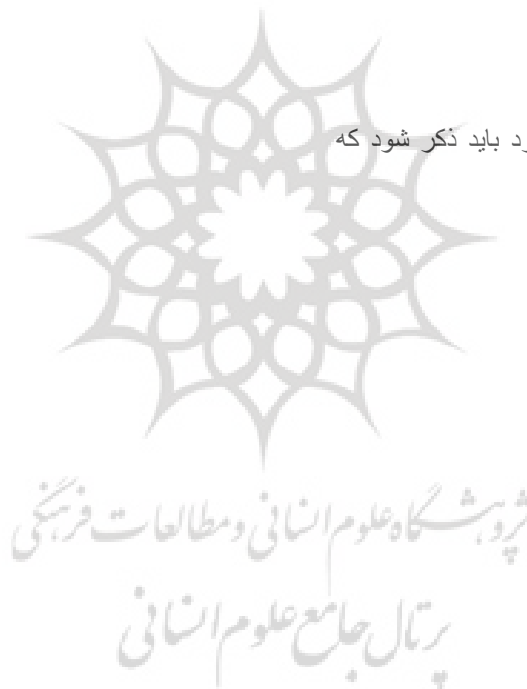 رد باید ذکر شود که
پژوهشگاه علوم انسانی و مطالعات فرهنگی
پرتال جامع علوم انسانی